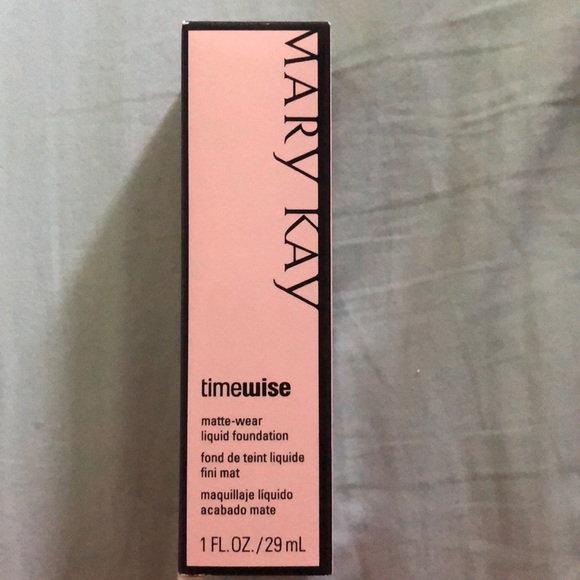 MARY KAY
timewise
matte-wear
liquid foundation
fond de teint liquide
fini mat
maquillaje líquido
acabado mate
1 FL.OZ./29 mL